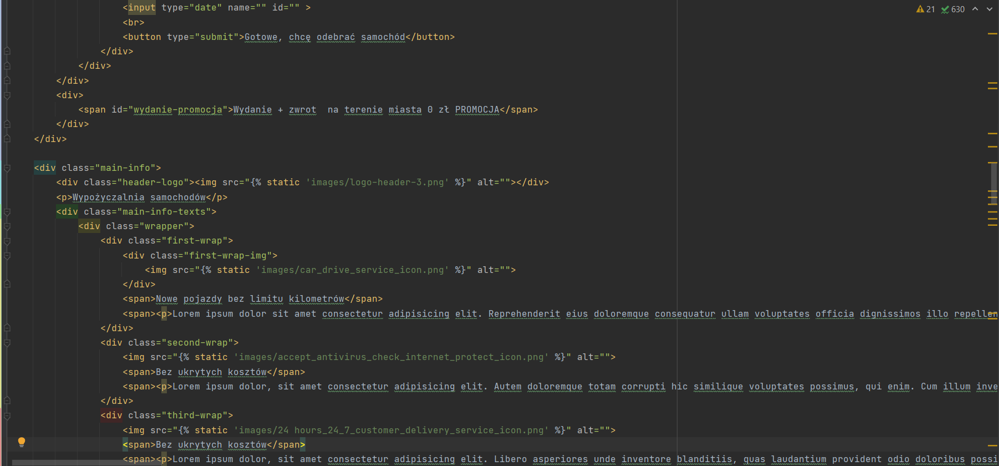 <input type="date" name="" id="" >
<br>
<button type="submit">Gotowe, chcę odebrać samochód</button>
</div>
</div>
</div>
<div>
<span id="wydanie-promocja">Wydanie + zwrot  na terenie miasta 0 zł PROMOCJA</span>
</div>
</div>
<div class="main-info">
<div class="header-logo"><img src="{% static 'images/logo-header-3.png' %}" alt=""></div>
<p>Wypożyczalnia samochodów</p>
<div class="main-info-texts">
<div class="wrapper">
<div class="first-wrap">
<div class="first-wrap-img">
<img src="{% static 'images/car_drive_service_icon.png' %}" alt="">
</div>
<span>Nowe pojazdy bez limitu kilometrów</span>
<span><p>Lorem ipsum dolor sit amet consectetur adipisicing elit. Reprehenderit eius doloremque consequatur ullam voluptates officia dignissimos illo repellen
</div>
<div class="second-wrap">
<img src="{% static 'images/accept_antivirus_check_internet_protect_icon.png' %}" alt="">
<span>Bez ukrytych kosztów</span>
<span><p>Lorem ipsum dolor, sit amet consectetur adipisicing elit. Autem doloremque totam corrupti hic similique voluptates possimus, qui enim. Cum illum inve
</div>
<div class="third-wrap">
<img src="{% static 'images/24 hours_24_7_customer_delivery_service_icon.png' %}" alt="">
<span>Bez ukrytych kosztów</span>
<span><p>Lorem ipsum dolor, sit amet consectetur adipisicing elit. Libero asperiores unde inventore blanditiis, quas laudantium provident odio doloribus possi
21 630